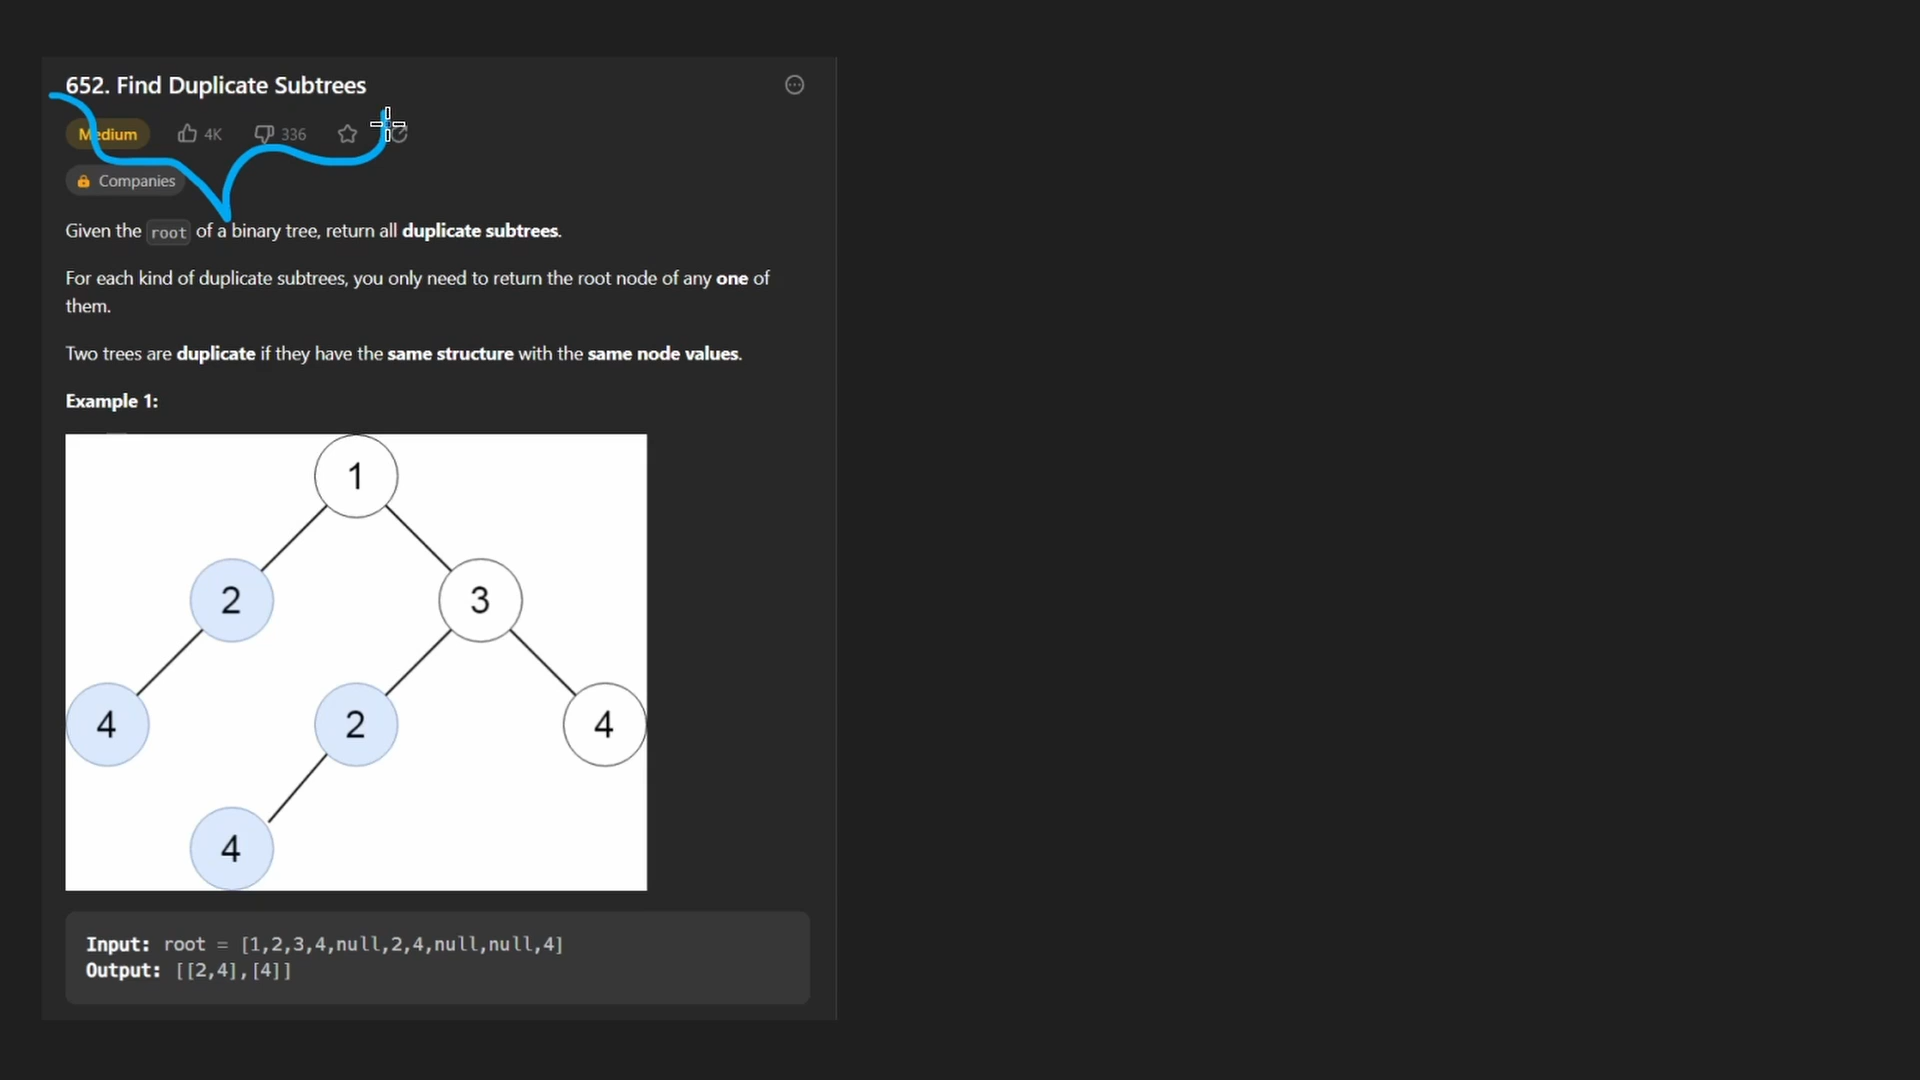 652. Find Duplicate Subtrees
Medium 4K 336
Companies
Given the root of a binary tree, return all duplicate subtrees.
For each kind of duplicate subtrees, you only need to return the root node of any one of
them.
Two trees are duplicate if they have the same structure with the same node values.
Example 1:
1
2 3
4 2 4
4
Input: root = [1,2,3,4,null,2,4,null,null,4]
Output: [[2,4],[4]]